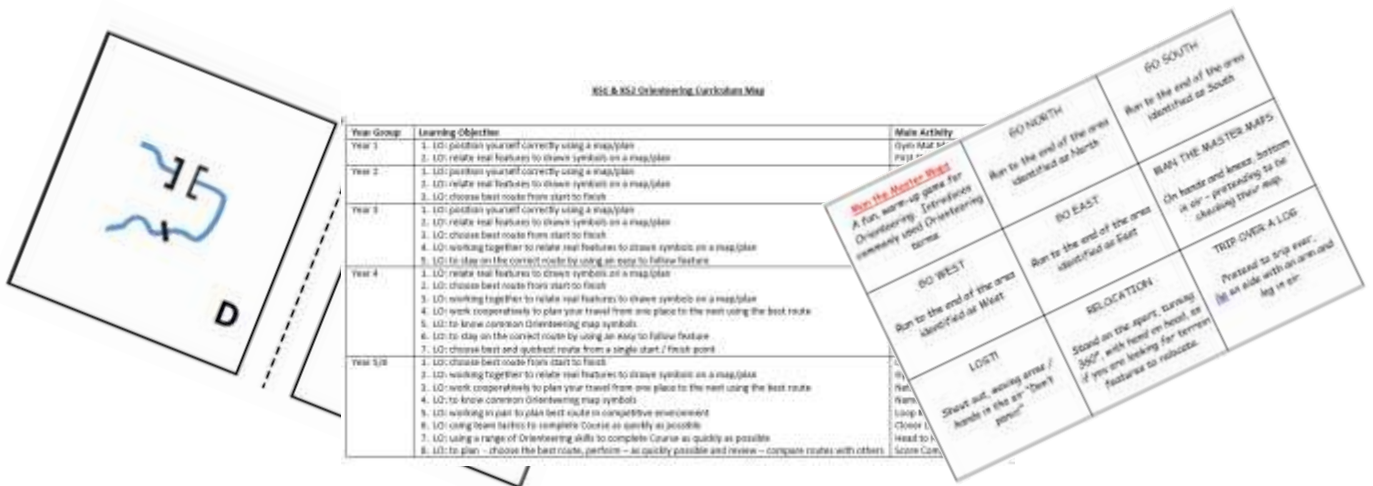 D
KS1 & KS2 Orienteering Curriculum Map
Year Group
Learning Objective
Main Activity
Year 1
1. LO: position yourself correctly using a map/plan
Gym Mat
2. LO: relate real features to drawn symbols on a map/plan
Year 2
1. LO: position yourself correctly using a map/plan
2. LO: relate real features to drawn symbols on a map/plan
3. LO: choose best route from start to finish
Year 3
1. LO: position yourself correctly using a map/plan
2. LO: relate real features to drawn symbols on a map/plan
3. LO: choose best route from start to finish
4. LO: working together to relate real features to drawn symbols on a map/plan
5. LO: to stay on the correct route by using an easy to follow feature
Year 4
1. LO: relate real features to drawn symbols on a map/plan
2. LO: choose best route from start to finish
3. LO: working together to relate real features to drawn symbols on a map/plan
4. LO: work cooperatively to plan your travel from one place to the next using the best route
5. LO: to know common Orienteering map symbols
6. LO: to stay on the correct route by using an easy to follow feature
7. LO: choose best and quickest route from a single start / finish point
Year 5/6
1. LO: choose best route from start to finish
2. LO: working together to relate real features to drawn symbols on a map/plan
3. LO: work cooperatively to plan your travel from one place to the next using the best route
4. LO: to know common Orienteering map symbols
5. LO: working in pair to plan best route in competitive environment
6. LO: using team tactics to complete Course as quickly as possible
7. LO: using a range of Orienteering skills to complete Course as quickly as possible
8. LO: to plan - choose the best route, perform – as quickly possible and review – compare routes with others
Loop
Head to
Score Com
Man the Master Maps
A fun, warm-up game for
Orienteering. Introduces
commonly used Orienteering
terms.
GO NORTH
Run to the end of the area
identified as North
GO SOUTH
Run to the end of the area
identified as South
GO WEST
Run to the end of the area
identified as West
GO EAST
Run to the end of the area
identified as East
MAN THE MASTER MAPS
On hands and knees, bottom
in air – pretending to be
checking their map.
LOST!
Shout out, waving arms /
hands in the air "Don't
panic!"
RELOCATION
Stand on the spot, turning
360°, with hand on head, as
if you are looking for terrain
features to relocate.
TRIP OVER A LOG
Pretend to trip over,
on side with an arm and
leg in air.